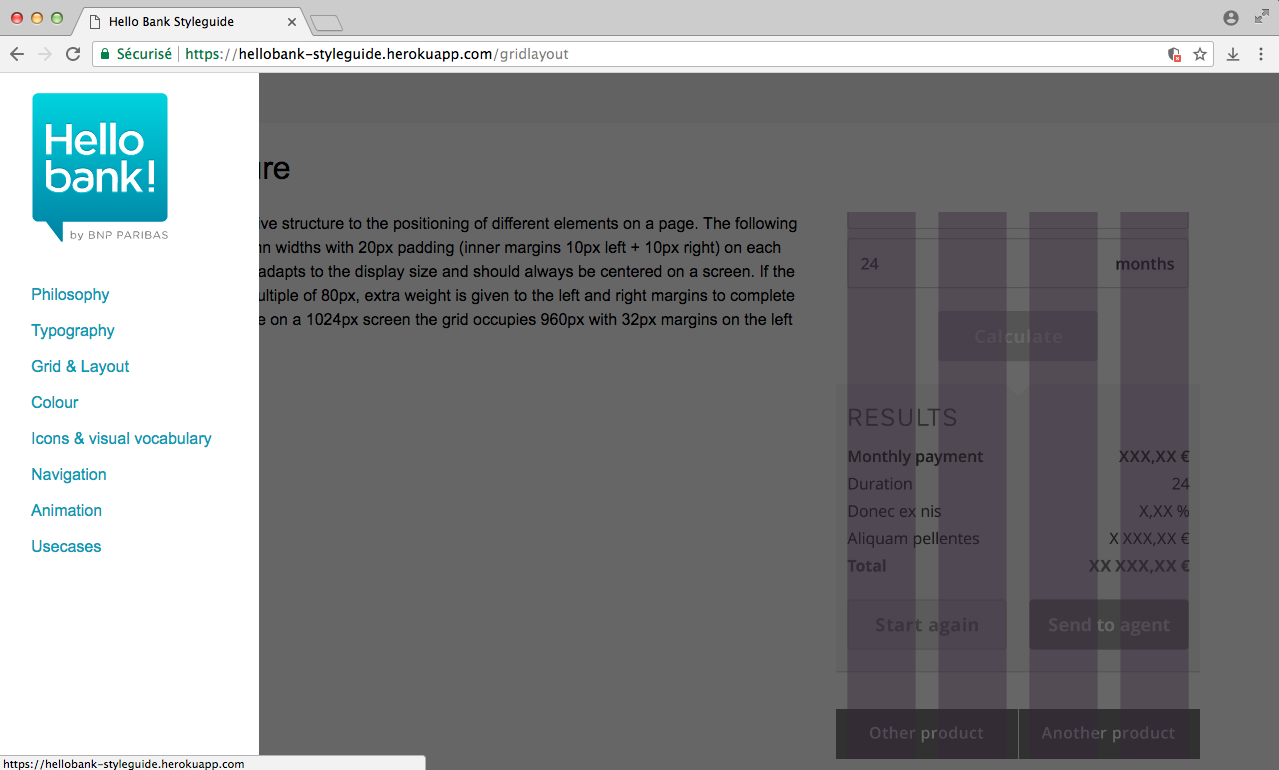 Hello Bank Styleguide
Sécurisé https://hellobank-styleguide.herokuapp.com/gridlayout
Hello
bank!
by BNP PARIBAS
Philosophy
Typography
Grid & Layout
Colour
Icons & visual vocabulary
Navigation
Animation
Usecases
ure
ive structure to the positioning of different elements on a page. The following
nn widths with 20px padding (inner margins 10px left + 10px right) on each
adapts to the display size and should always be centered on a screen. If the
ultiple of 80px, extra weight is given to the left and right margins to complete
e on a 1024px screen the grid occupies 960px with 32px margins on the left
24 months
Calculate
RESULTS
Monthly payment XXX,XX €
Duration 24
Donec ex nis X,XX %
Aliquam pellentes X XXX,XX €
Total XX XXX,XX €
Start again Send to agent
Other product Another product
https://hellobank-styleguide.herokuapp.com